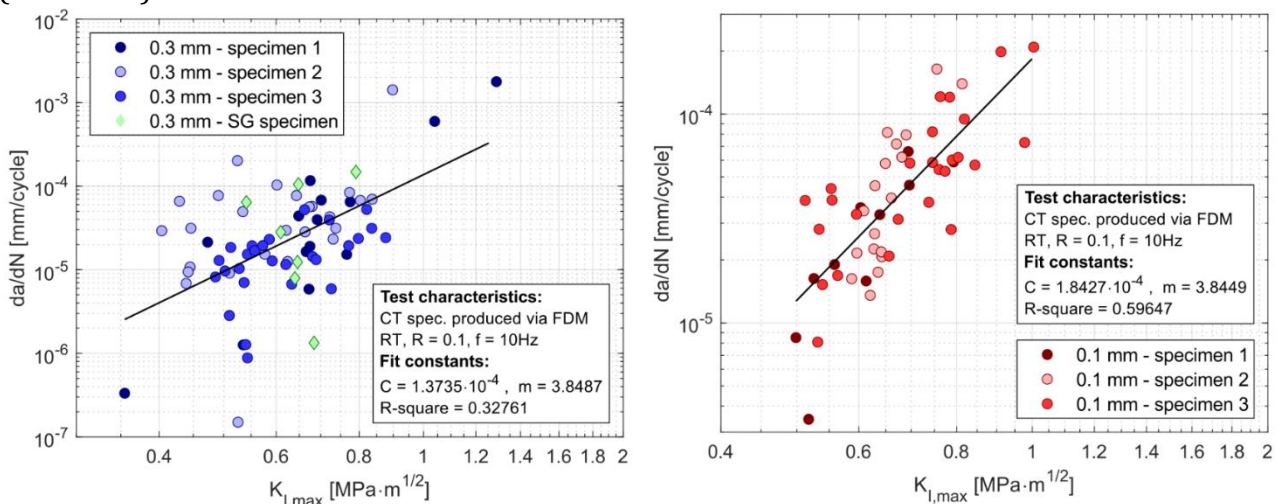 0.3 mm - specimen 1
0.3 mm - specimen 2
0.3 mm - specimen 3
0.3 mm - SG specimen
10^-2
10^-3
10^-4
10^-5
10^-6
10^-7
da/dN [mm/cycle]
Test characteristics:
CT spec. produced via FDM
RT, R = 0.1, f = 10Hz
Fit constants:
C = 1.3735·10^-4 , m = 3.8487
R-square = 0.32761
0.4 0.6 0.8 1 1.2 1.4 1.6 1.8 2
K_I,max [MPa·m^1/2]
10^-4
10^-5
da/dN [mm/cycle]
Test characteristics:
CT spec. produced via FDM
RT, R = 0.1, f = 10Hz
Fit constants:
C = 1.8427·10^-4 , m = 3.8449
R-square = 0.59647
0.1 mm - specimen 1
0.1 mm - specimen 2
0.1 mm - specimen 3
0.4 0.6 0.8 1 1.2 1.4 1.6 1.8 2
K_I,max [MPa·m^1/2]